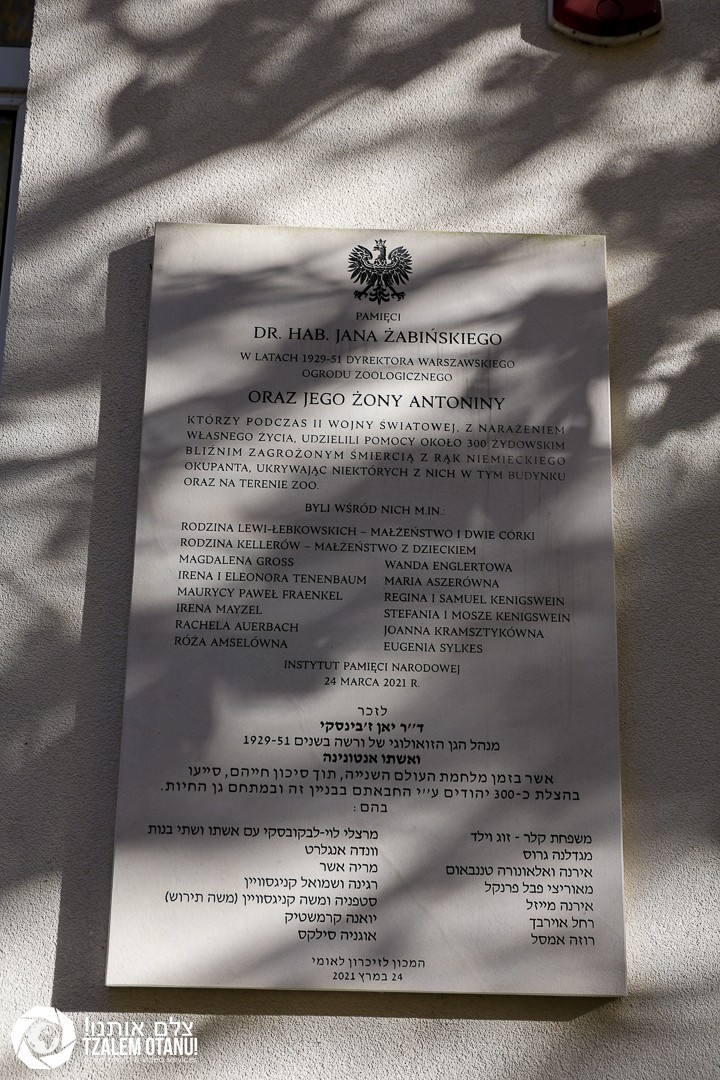 PAMIĘCI
DR. HAB. JANA ŻABIŃSKIEGO
W LATACH 1929-51 DYREKTORA WARSZAWSKIEGO
OGRODU ZOOLOGICZNEGO
ORAZ JEGO ŻONY ANTONINY
KTÓRZY PODCZAS II WOJNY ŚWIATOWEJ, Z NARAŻENIEM
WŁASNEGO ŻYCIA, UDZIELILI POMOCY OKOŁO 300 ŻYDOWSKIM
BLIŹNIM ZAGROŻONYM ŚMIERCIĄ Z RĄK NIEMIECKIEGO
OKUPANTA, UKRYWAJĄC NIEKTÓRYCH Z NICH W TYM BUDYNKU
ORAZ NA TERENIE ZOO.
BYLI WŚRÓD NICH M.IN.:
RODZINA LEWI-ŁEBKOWSKICH – MAŁŻEŃSTWO I DWIE CÓRKI
RODZINA KELLERÓW – MAŁŻEŃSTWO Z DZIECKIEM
MAGDALENA GROSS
IRENA I ELEONORA TENENBAUM
MAURYCY PAWEŁ FRAENKEL
IRENA MAYZEL
RACHELA AUERBACH
RÓŻA AMSELÓWNA
WANDA ENGLERTOWA
MARIA ASZERÓWNA
REGINA I SAMUEL KENIGSWEIN
STEFANIA I MOSZE KENIGSWEIN
JOANNA KRAMSZTYKÓWNA
EUGENIA SYLKES
INSTYTUT PAMIĘCI NARODOWEJ
24 MARCA 2021 R.
לזכר
ד''ר יאן ז'בינסקי
מנהל הגן הזואולוגי של ורשה בשנים 1929-51
ואשתו אנטונינה
אשר בזמן מלחמת העולם השנייה, תוך סיכון חייהם, סייעו
בהצלת כ-300 יהודים ע''י החבאתם בבניין זה ובמתחם גן החיות.
בהם:
משפחת קלר - זוג וילד
מגדלנה גרוס
אירנה ואלאונורה טננבאום
מאוריצי פבל פרנקל
אירנה מייזל
רחל אוירבך
רוזה אמסל
מרצלי לוי-לבקובסקי עם אשתו ושתי בנות
וונדה אנגלרט
מריה אשר
רגינה ושמואל קניגסוויין
סטפניה ומשה קניגסוויין (משה תירוש)
יואנה קרמשטיק
אוגניה סילקס
המכון לזיכרון לאומי
24 במרץ 2021
צלם אותנו!
TZALEM OTANU!